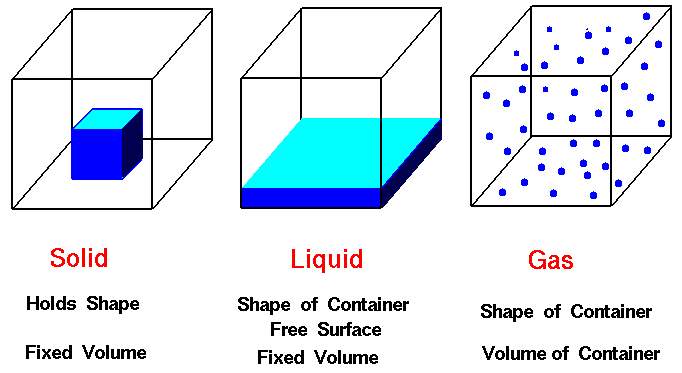 Solid
Holds Shape
Fixed Volume
Liquid
Shape of Container
Free Surface
Fixed Volume
Gas
Shape of Container
Volume of Container